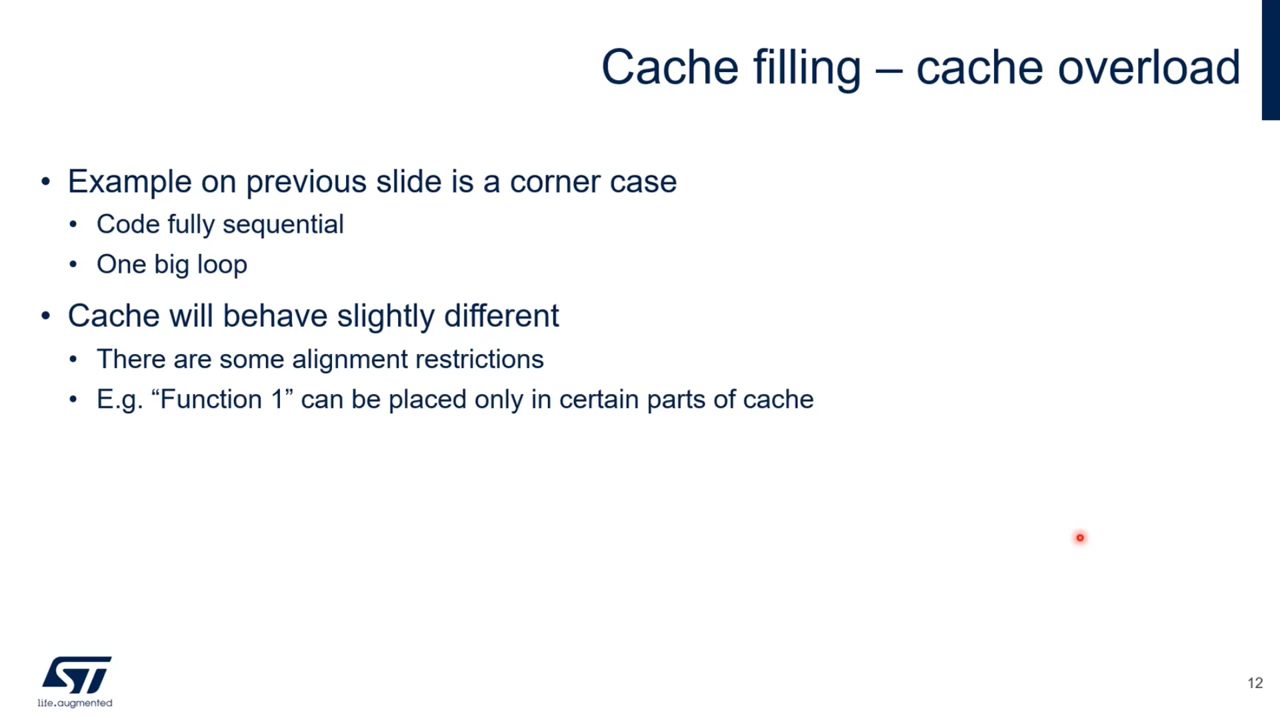 Cache filling – cache overload
• Example on previous slide is a corner case
• Code fully sequential
• One big loop
• Cache will behave slightly different
• There are some alignment restrictions
• E.g. “Function 1” can be placed only in certain parts of cache
ST
life.augmented
12